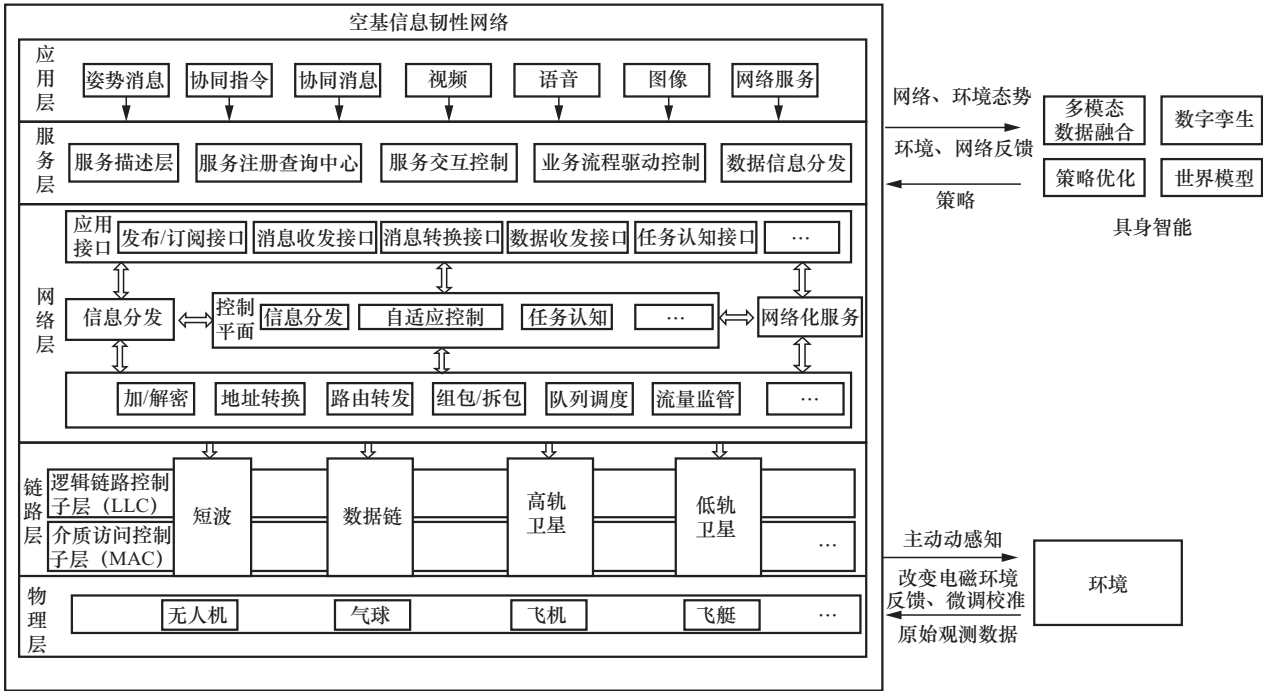 空基信息韧性网络
应用层
姿势消息
协同指令
协同消息
视频
语音
图像
网络服务
服务层
服务描述层
服务注册查询中心
服务交互控制
业务流程驱动控制
数据信息分发
网络层
应用
接口
发布/订阅接口
消息收发接口
消息转换接口
数据收发接口
任务认知接口
…
信息分发
控制
平面
信息分发
自适应控制
任务认知
…
网络化服务
加/解密
地址转换
路由转发
组包/拆包
队列调度
流量监管
…
链路层
逻辑链路控制
子层（LLC）
介质访问控制
子层（MAC）
短波
数据链
高轨
卫星
低轨
卫星
…
物理层
无人机
气球
飞机
飞艇
…
网络、环境态势
环境、网络反馈
策略
多模态
数据融合
数字孪生
策略优化
世界模型
具身智能
主动动感知
改变电磁环境
反馈、微调校准
原始观测数据
环境